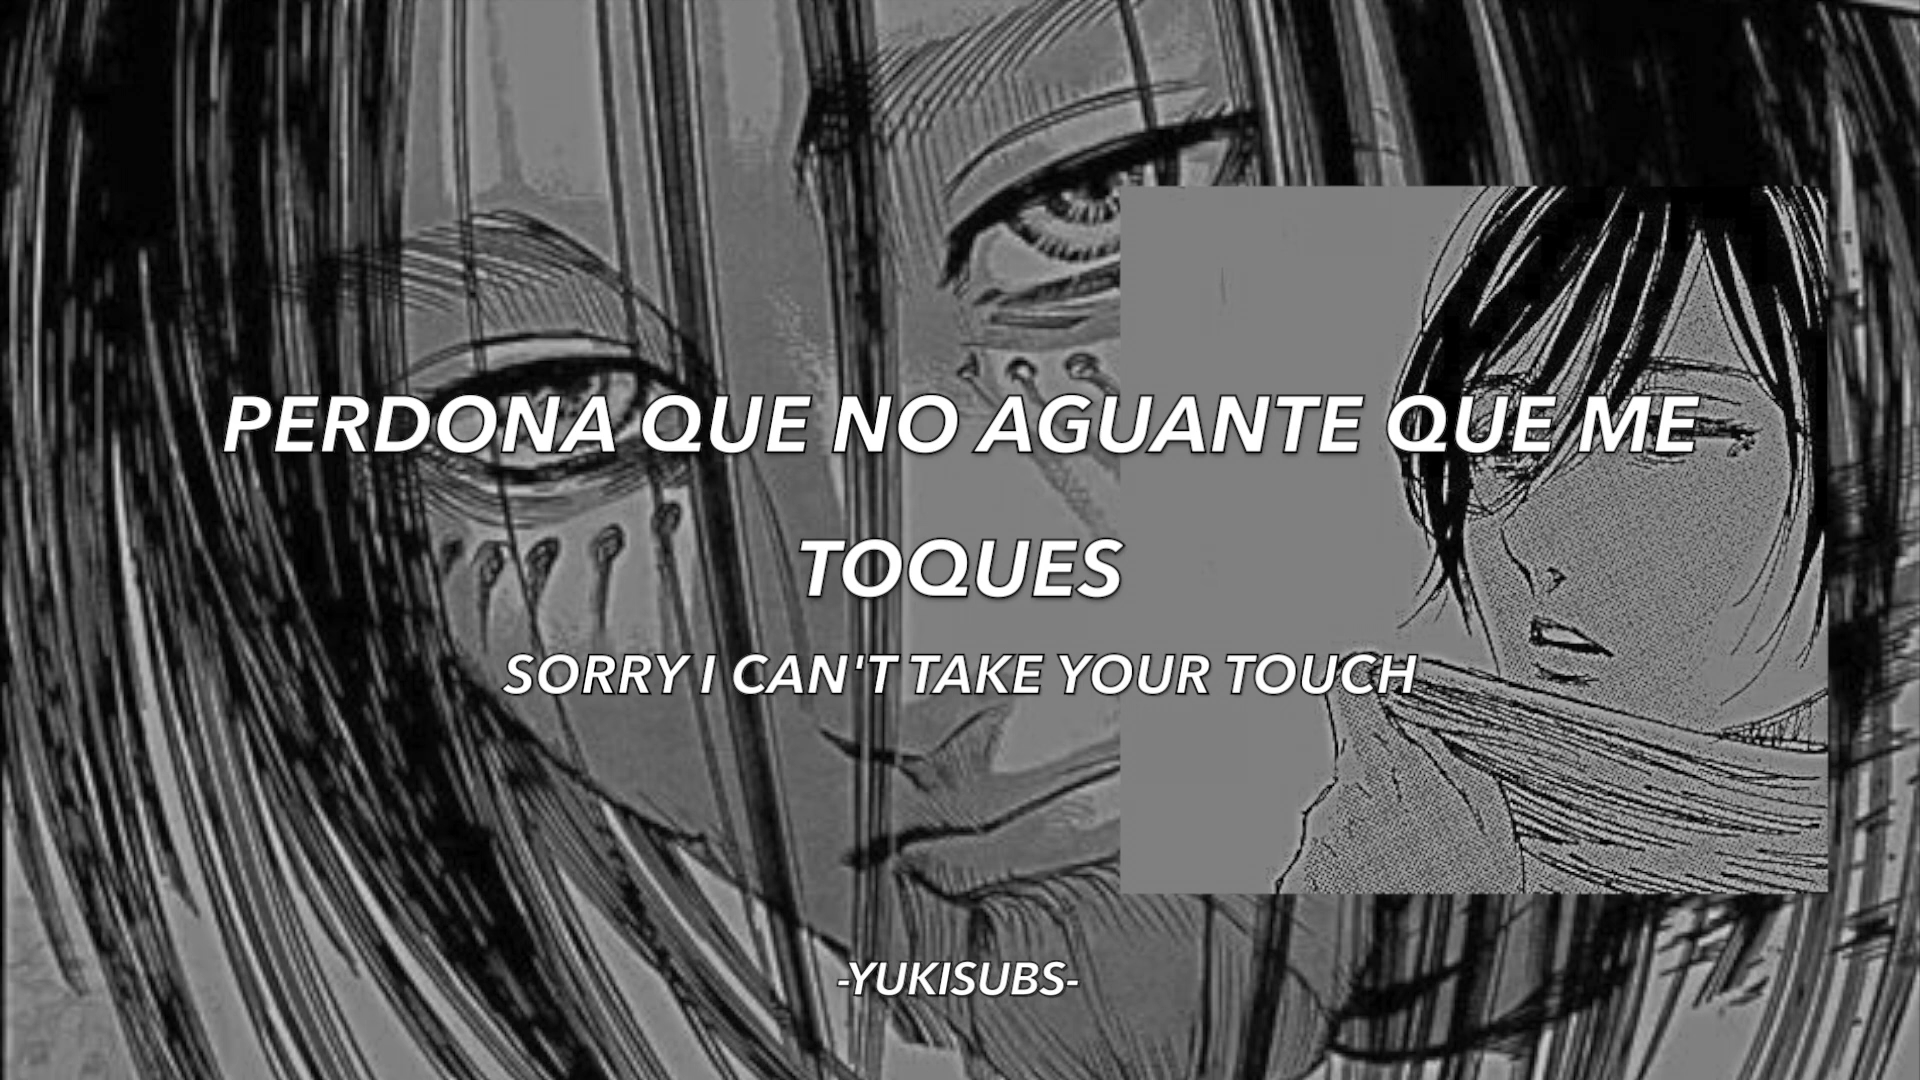 PERDONA QUE NO AGUANTE QUE ME
TOQUES
SORRY I CAN'T TAKE YOUR TOUCH
-YUKISUBS-